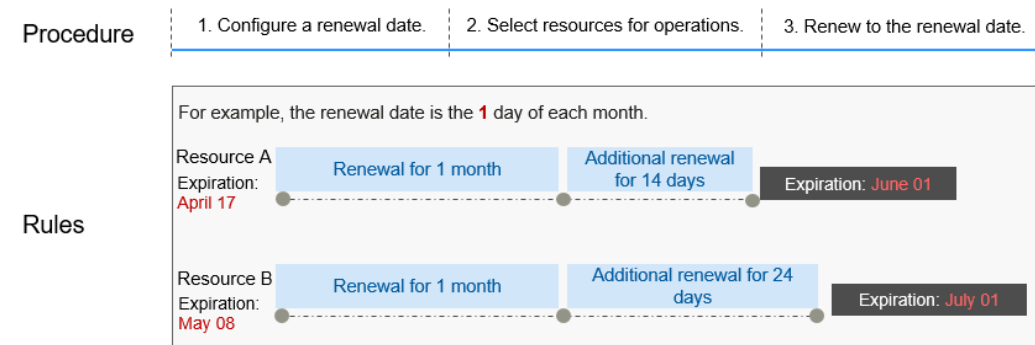 Procedure
1. Configure a renewal date.
2. Select resources for operations.
3. Renew to the renewal date.
For example, the renewal date is the 1 day of each month.
Rules
Resource A
Expiration:
April 17
Renewal for 1 month
Additional renewal
for 14 days
Expiration: June 01
Resource B
Expiration:
May 08
Renewal for 1 month
Additional renewal for 24
days
Expiration: July 01